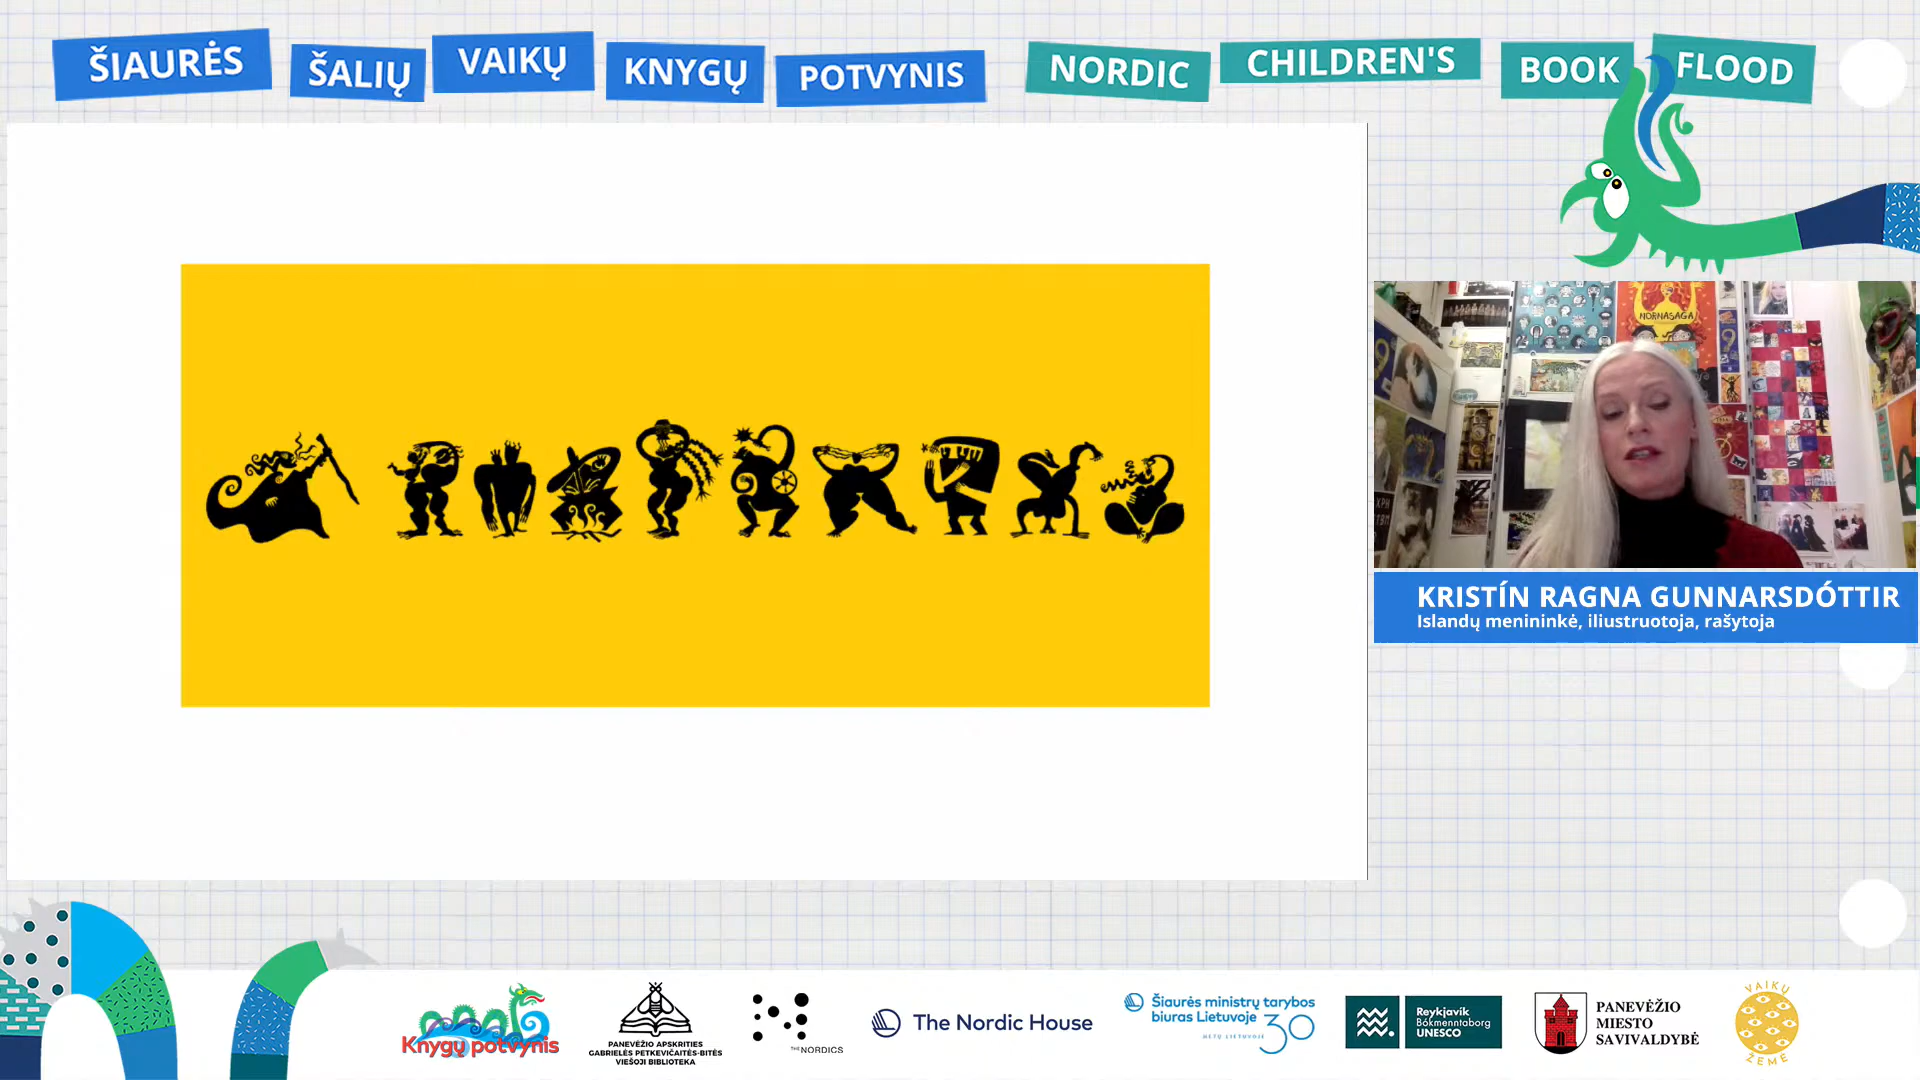 ŠIAURĖS ŠALIŲ VAIKŲ KNYGŲ POTVYNIS
NORDIC CHILDREN'S BOOK FLOOD
NORNASAGA
KRISTÍN RAGNA GUNNARSDÓTTIR
Islandų menininkė, iliustruotoja, rašytoja
Knygų potvynis
PANEVĖŽIO APSKRITIES
GABRIELĖS PETKEVIČAITĖS-BITĖS
VIEŠOJI BIBLIOTEKA
THE NORDICS
The Nordic House
Šiaurės ministrų tarybos
biuras Lietuvoje
30
METŲ LIETUVOJE
Reykjavík
Bókmenntaborg
UNESCO
PANEVĖŽIO
MIESTO
SAVIVALDYBĖ
VAIKŲ
ŽEMĖ